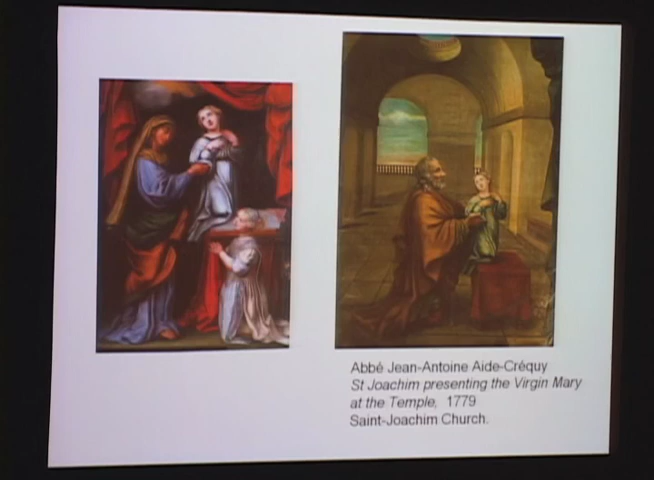 Abbé Jean-Antoine Aide-Créquy
St Joachim presenting the Virgin Mary
at the Temple, 1779
Saint-Joachim Church.